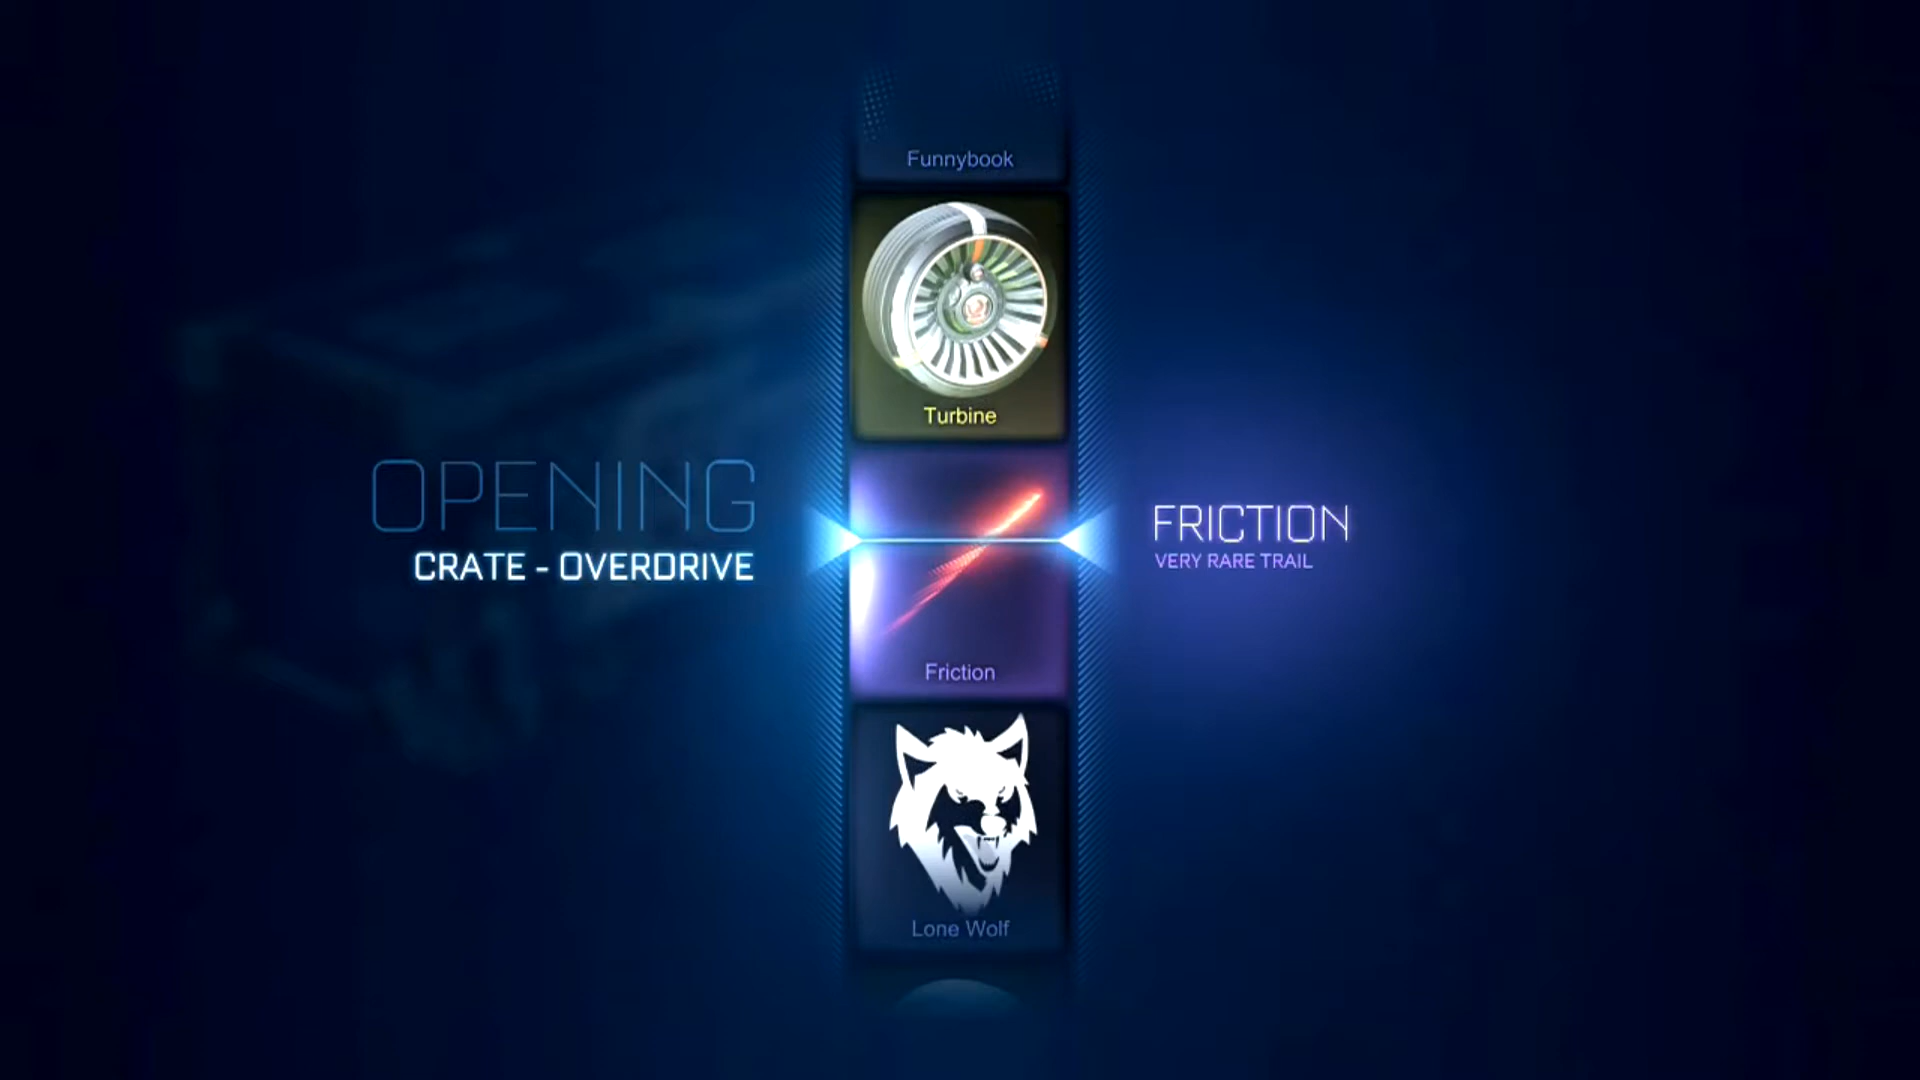 Funnybook
Turbine
OPENING
CRATE - OVERDRIVE
FRICTION
VERY RARE TRAIL
Friction
Lone Wolf